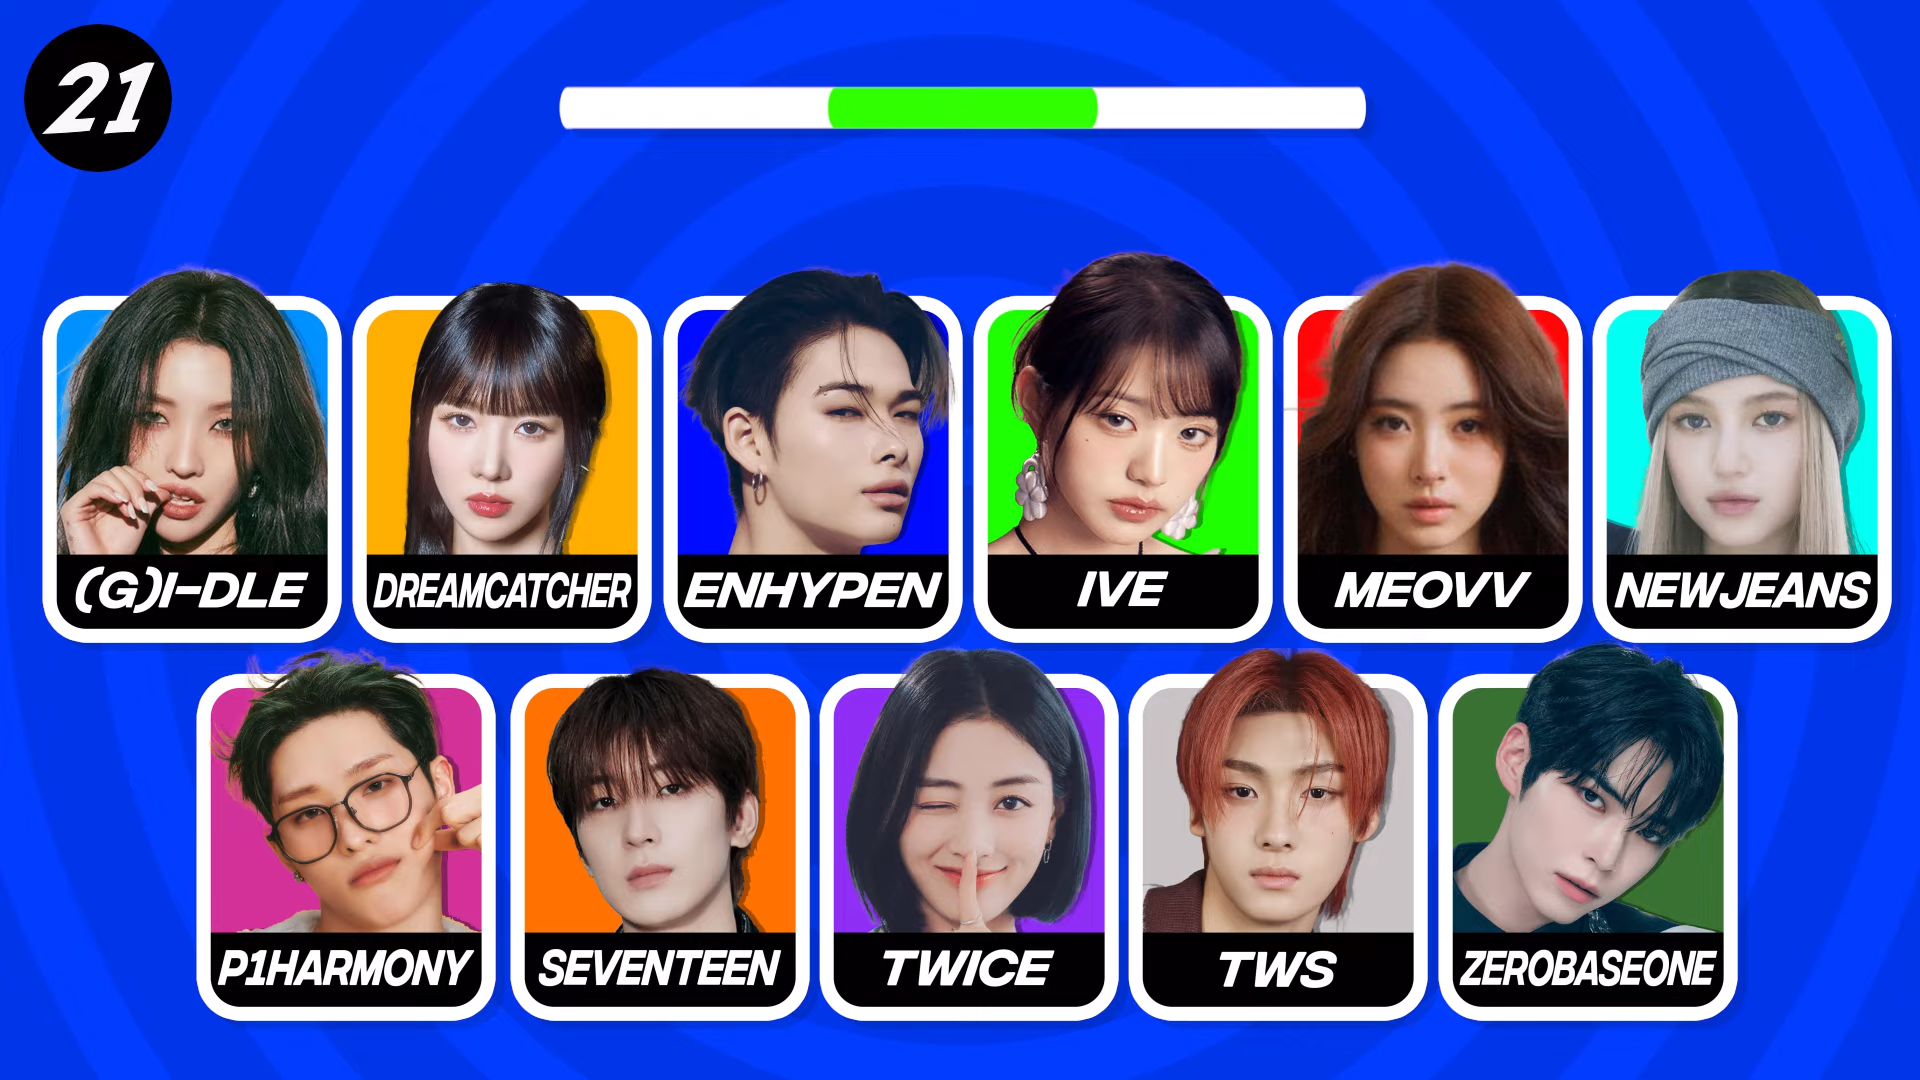 21
(G)I-DLE
DREAMCATCHER
ENHYPEN
IVE
MEOVV
NEWJEANS
P1HARMONY
SEVENTEEN
TWICE
TWS
ZEROBASEONE